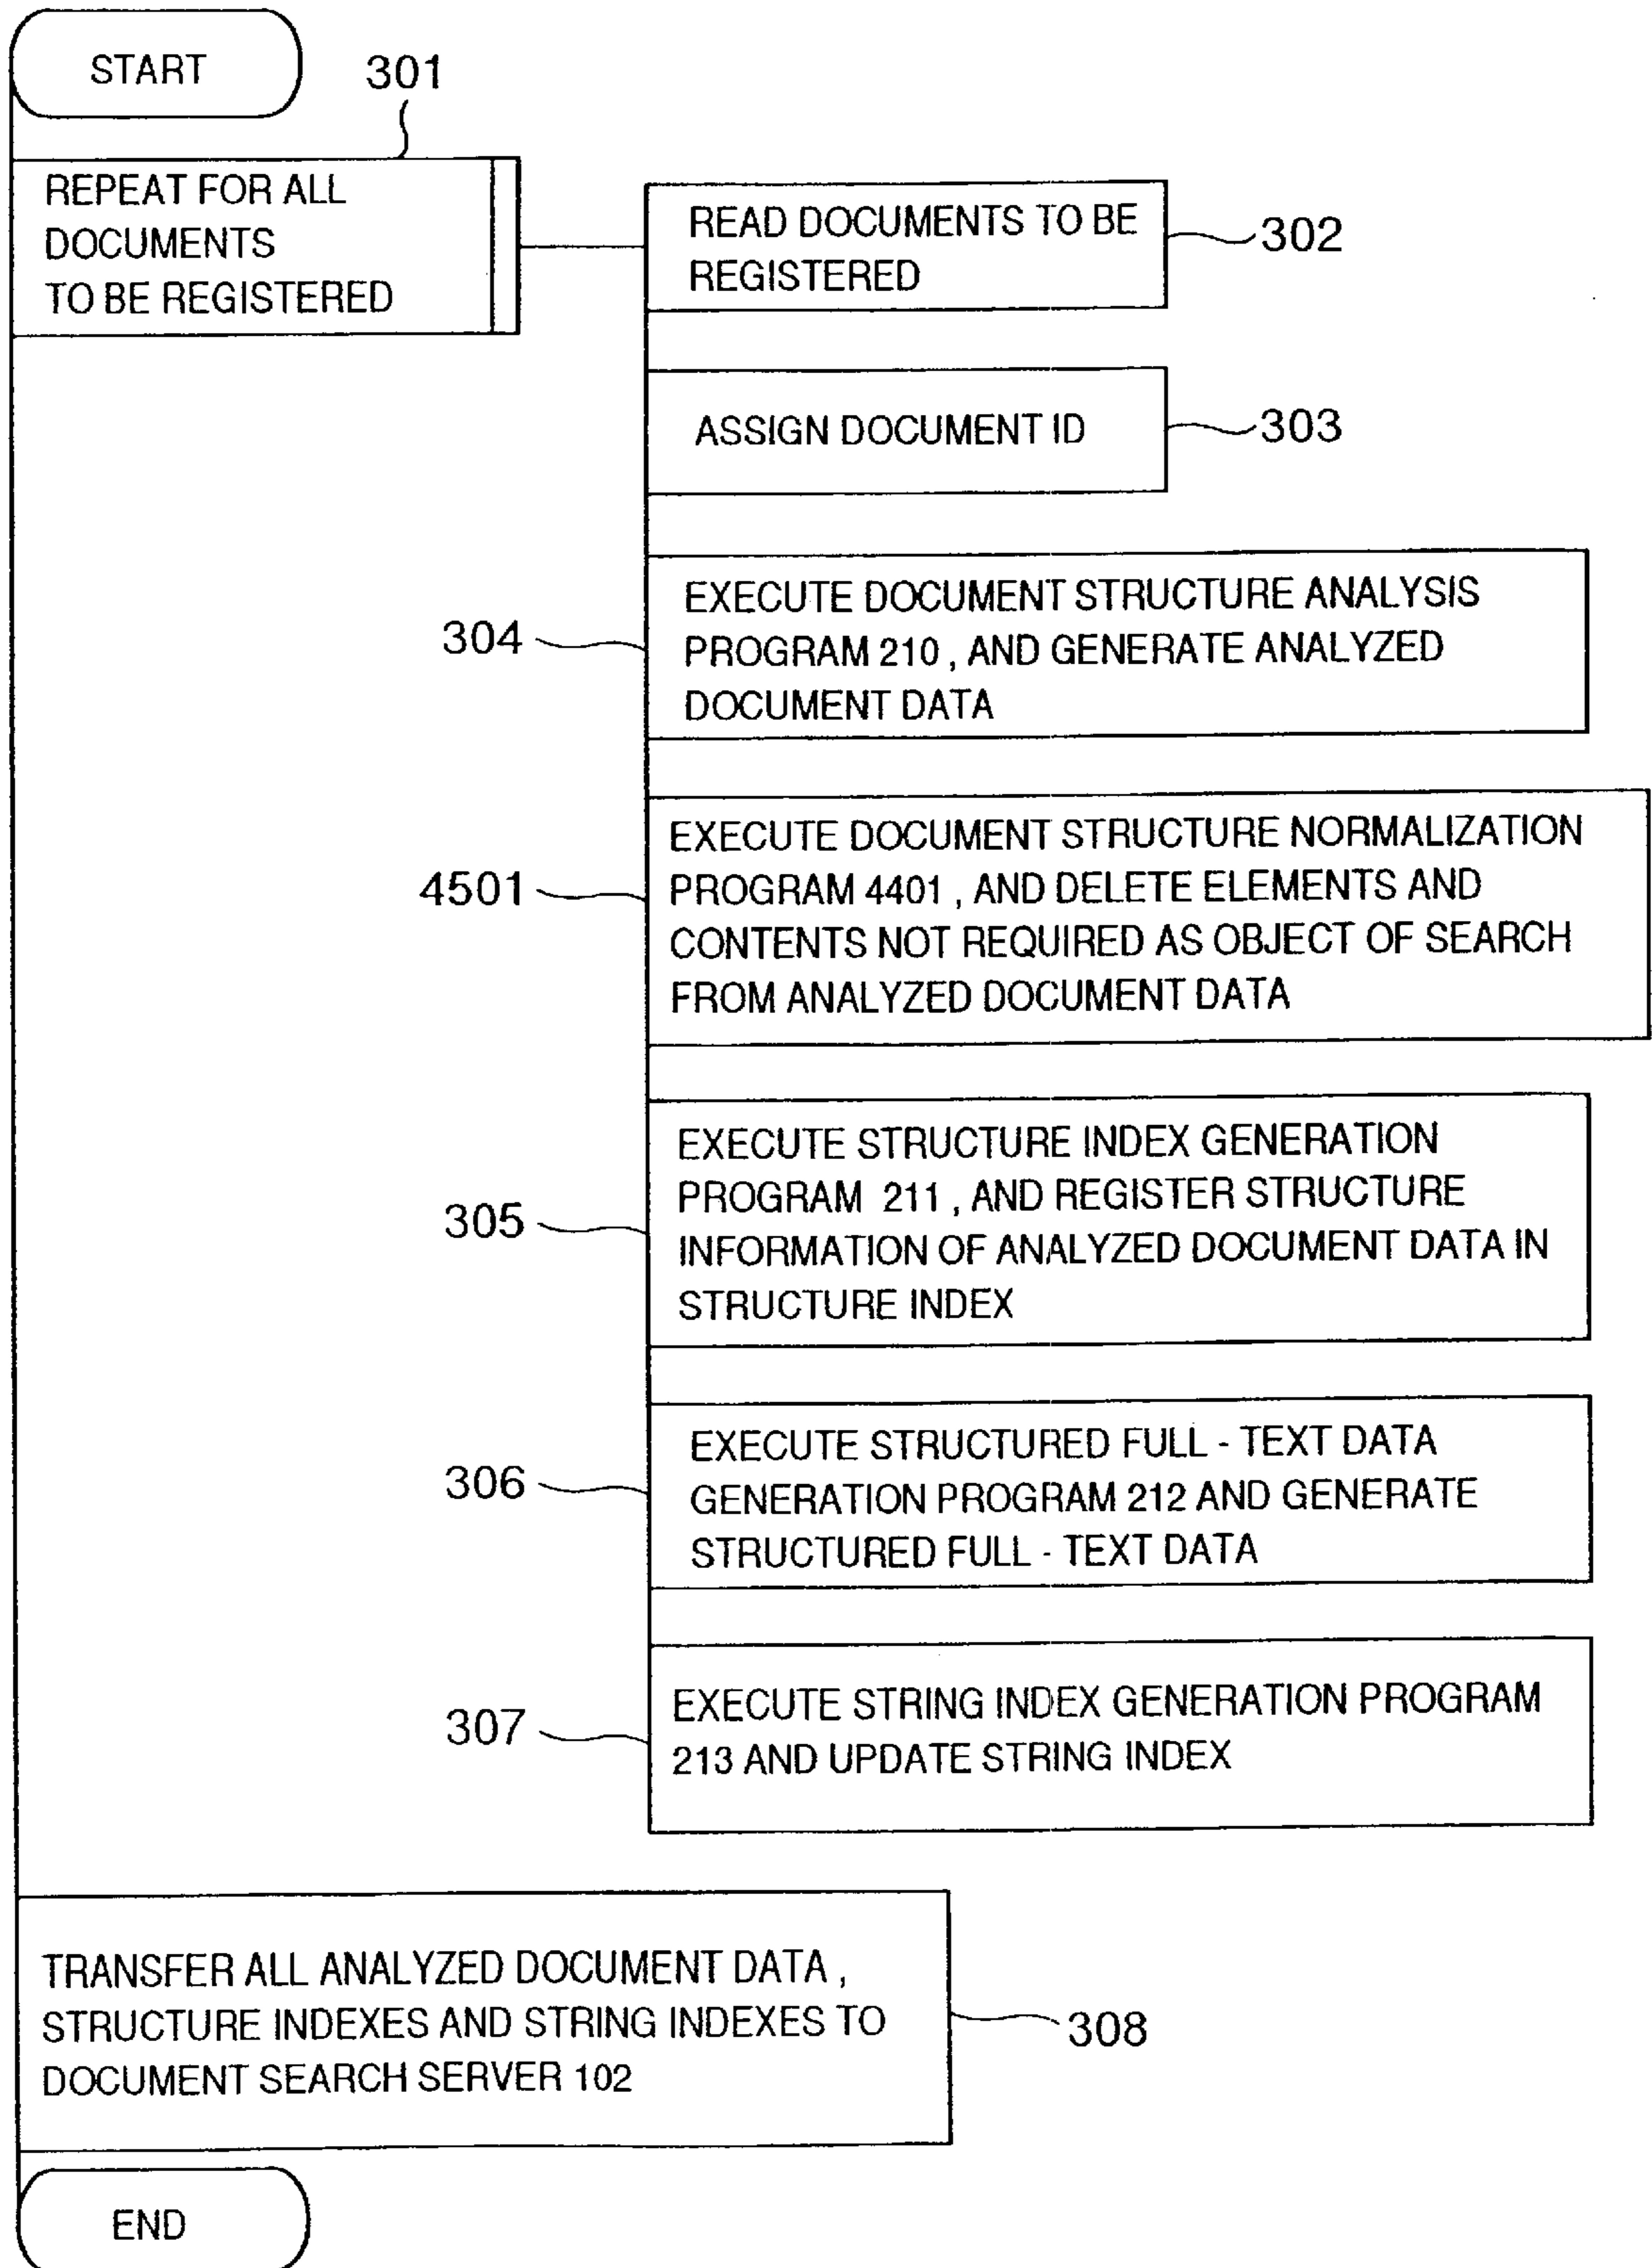 START
301
REPEAT FOR ALL
DOCUMENTS
TO BE REGISTERED
READ DOCUMENTS TO BE
REGISTERED
302
ASSIGN DOCUMENT ID
303
304
EXECUTE DOCUMENT STRUCTURE ANALYSIS
PROGRAM 210 , AND GENERATE ANALYZED
DOCUMENT DATA
4501
EXECUTE DOCUMENT STRUCTURE NORMALIZATION
PROGRAM 4401 , AND DELETE ELEMENTS AND
CONTENTS NOT REQUIRED AS OBJECT OF SEARCH
FROM ANALYZED DOCUMENT DATA
305
EXECUTE STRUCTURE INDEX GENERATION
PROGRAM 211 , AND REGISTER STRUCTURE
INFORMATION OF ANALYZED DOCUMENT DATA IN
STRUCTURE INDEX
306
EXECUTE STRUCTURED FULL - TEXT DATA
GENERATION PROGRAM 212 AND GENERATE
STRUCTURED FULL - TEXT DATA
307
EXECUTE STRING INDEX GENERATION PROGRAM
213 AND UPDATE STRING INDEX
TRANSFER ALL ANALYZED DOCUMENT DATA ,
STRUCTURE INDEXES AND STRING INDEXES TO
DOCUMENT SEARCH SERVER 102
308
END